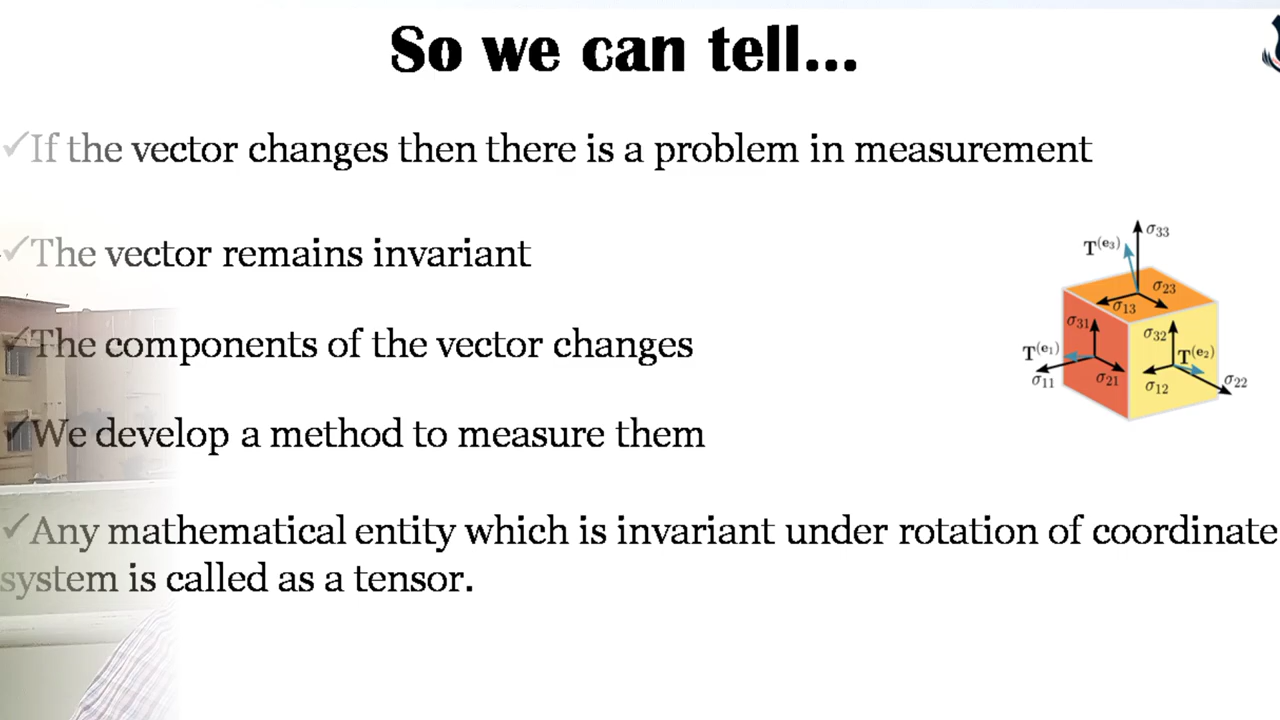 So we can tell...
✓If the vector changes then there is a problem in measurement
✓The vector remains invariant
✓The components of the vector changes
✓We develop a method to measure them
✓Any mathematical entity which is invariant under rotation of coordinate
system is called as a tensor.
σ33
T(e3)
σ23
σ13
σ31
σ32
T(e1)
T(e2)
σ11
σ21
σ12
σ22